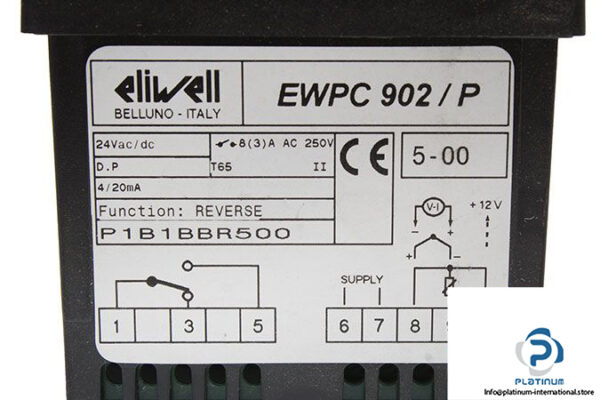 eliwell
BELLUNO - ITALY
EWPC 902 / P
24Vac/dc
8(3)A AC 250V
D.P
T65 II
4/20mA
Function: REVERSE
P1B1BBR500
CE
5-00
V-I
+ 12V
- +
+ -
SUPPLY
1 3 5
6 7 8
PLATINUM
https://platinum-international.store